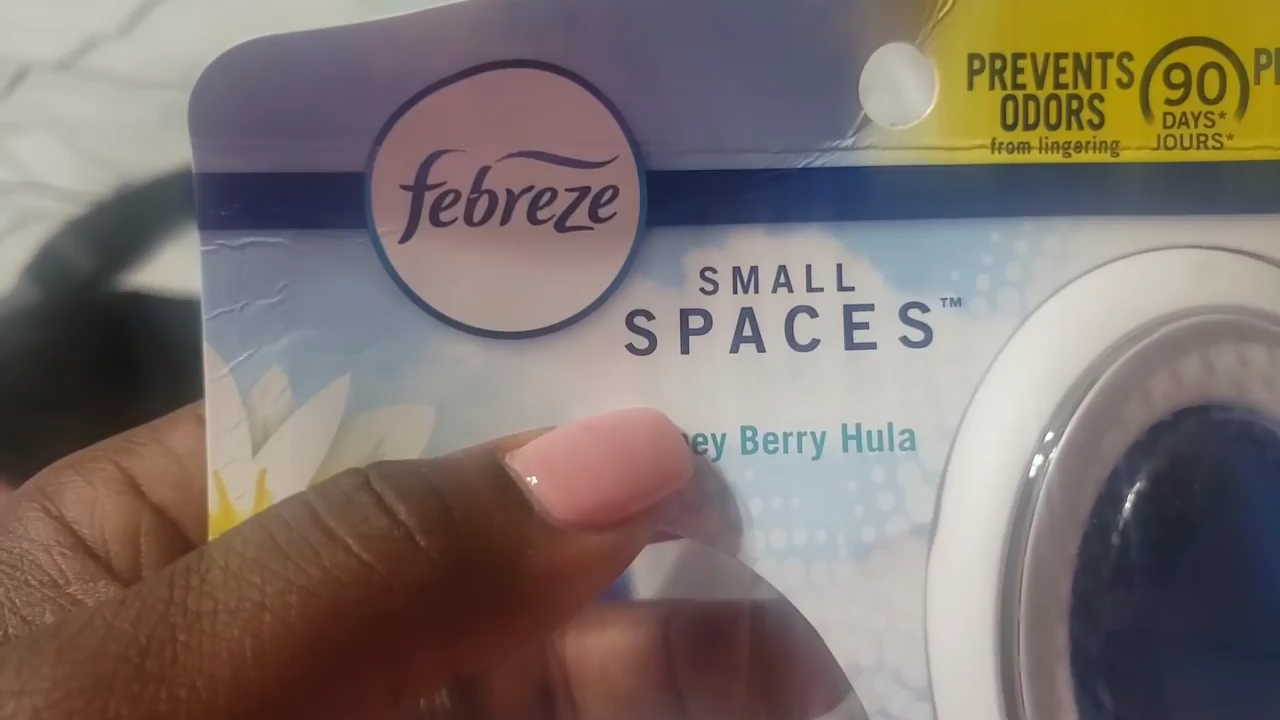 febreze
SMALL
SPACES™
ey Berry Hula
PREVENTS
ODORS
from lingering
90
DAYS*
JOURS*